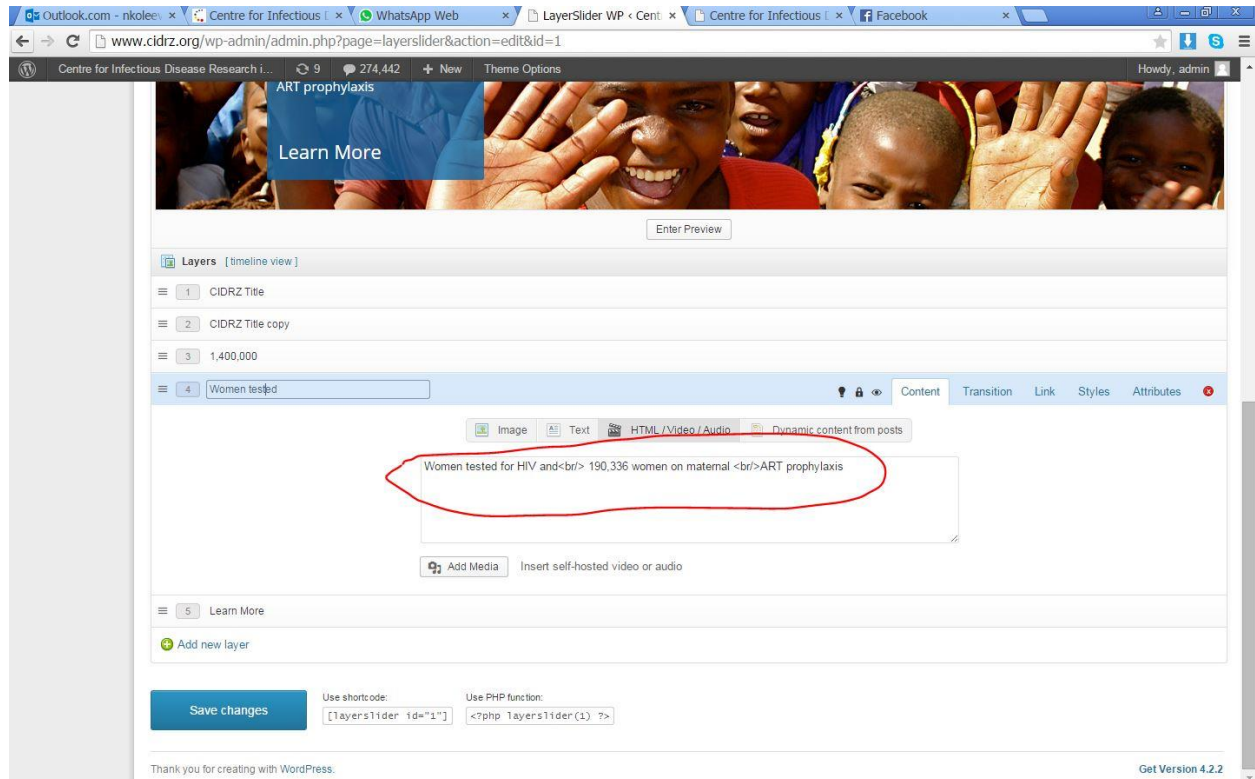 Outlook.com - nkolee
Centre for Infectious D
WhatsApp Web
LayerSlider WP ‹ Cent
Centre for Infectious D
Facebook
www.cidrz.org/wp-admin/admin.php?page=layerslider&action=edit&id=1
Centre for Infectious Disease Research i... 9 274,442 + New Theme Options Howdy, admin
ART prophylaxis
Learn More
Enter Preview
Layers [timeline view]
1 CIDRZ Title
2 CIDRZ Title copy
3 1,400,000
4 Women tested Content Transition Link Styles Attributes
Image Text HTML / Video / Audio Dynamic content from posts
Women tested for HIV and<br/> 190,336 women on maternal <br/>ART prophylaxis
Add Media Insert self-hosted video or audio
5 Learn More
Add new layer
Save changes
Use shortcode: Use PHP function:
[layerslider id="1"] <?php layerslider(1) ?>
Thank you for creating with WordPress. Get Version 4.2.2